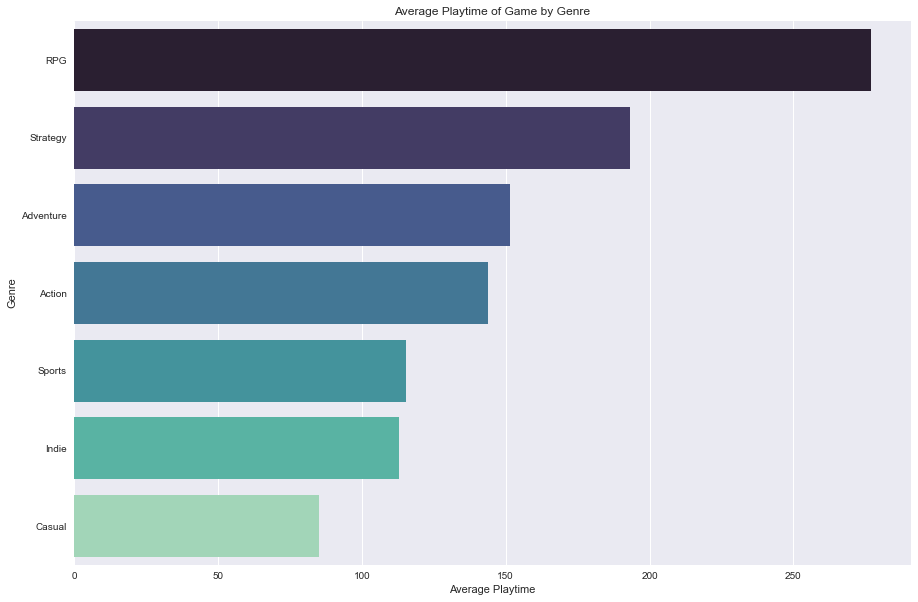 Average Playtime of Game by Genre
RPG
Strategy
Adventure
Action
Sports
Indie
Casual
Genre
0 50 100 150 200 250
Average Playtime